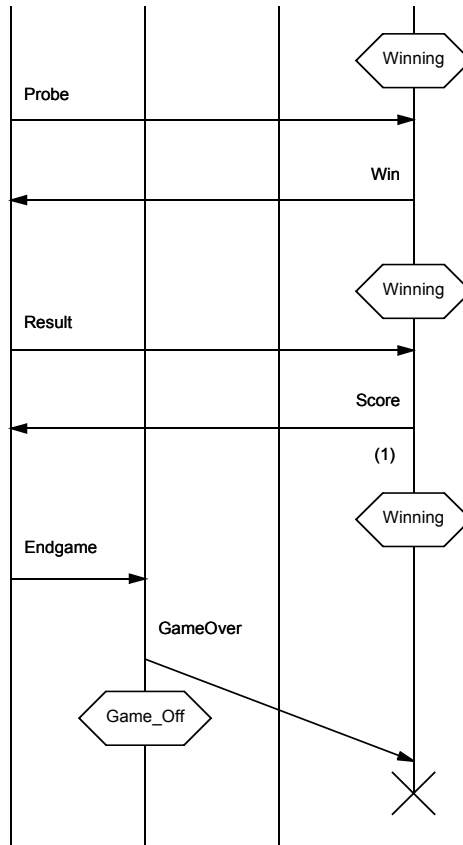 Winning
Probe
Win
Winning
Result
Score
(1)
Winning
Endgame
GameOver
Game_Off